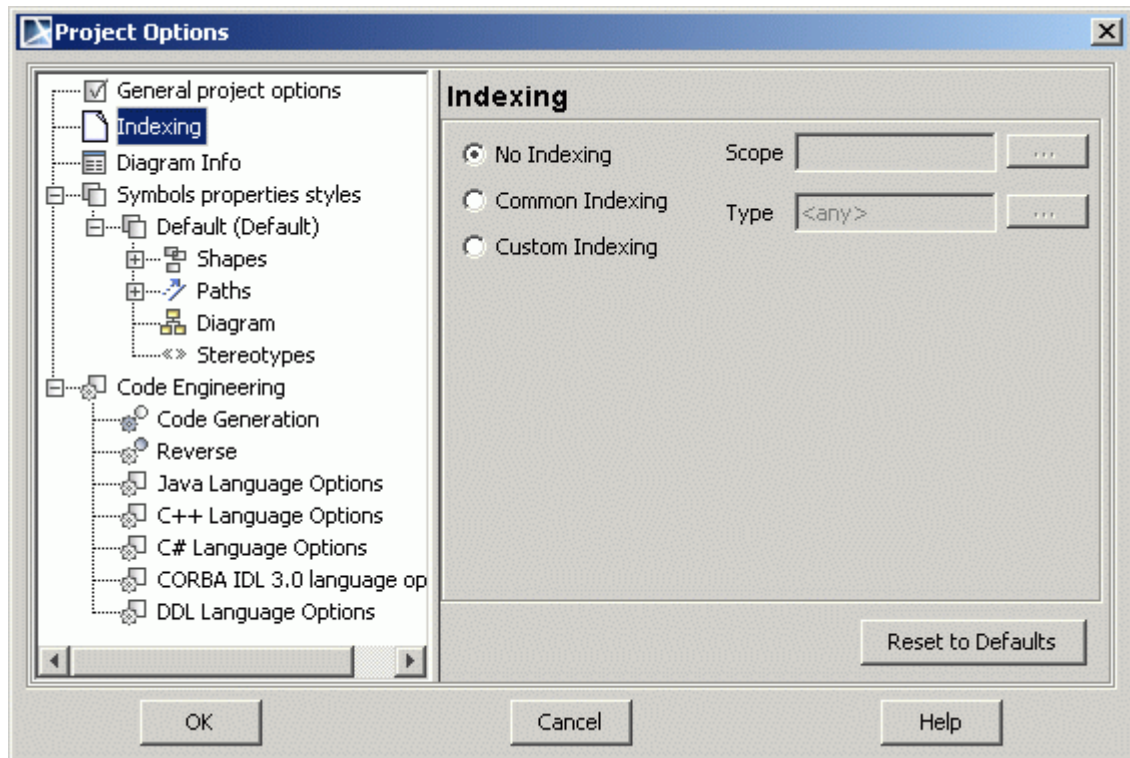 Project Options
General project options
Indexing
Diagram Info
Symbols properties styles
Default (Default)
Shapes
Paths
Diagram
«» Stereotypes
Code Engineering
Code Generation
Reverse
Java Language Options
C++ Language Options
C# Language Options
CORBA IDL 3.0 language op
DDL Language Options
Indexing
No Indexing
Scope
...
Common Indexing
Type <any>
...
Custom Indexing
Reset to Defaults
OK
Cancel
Help